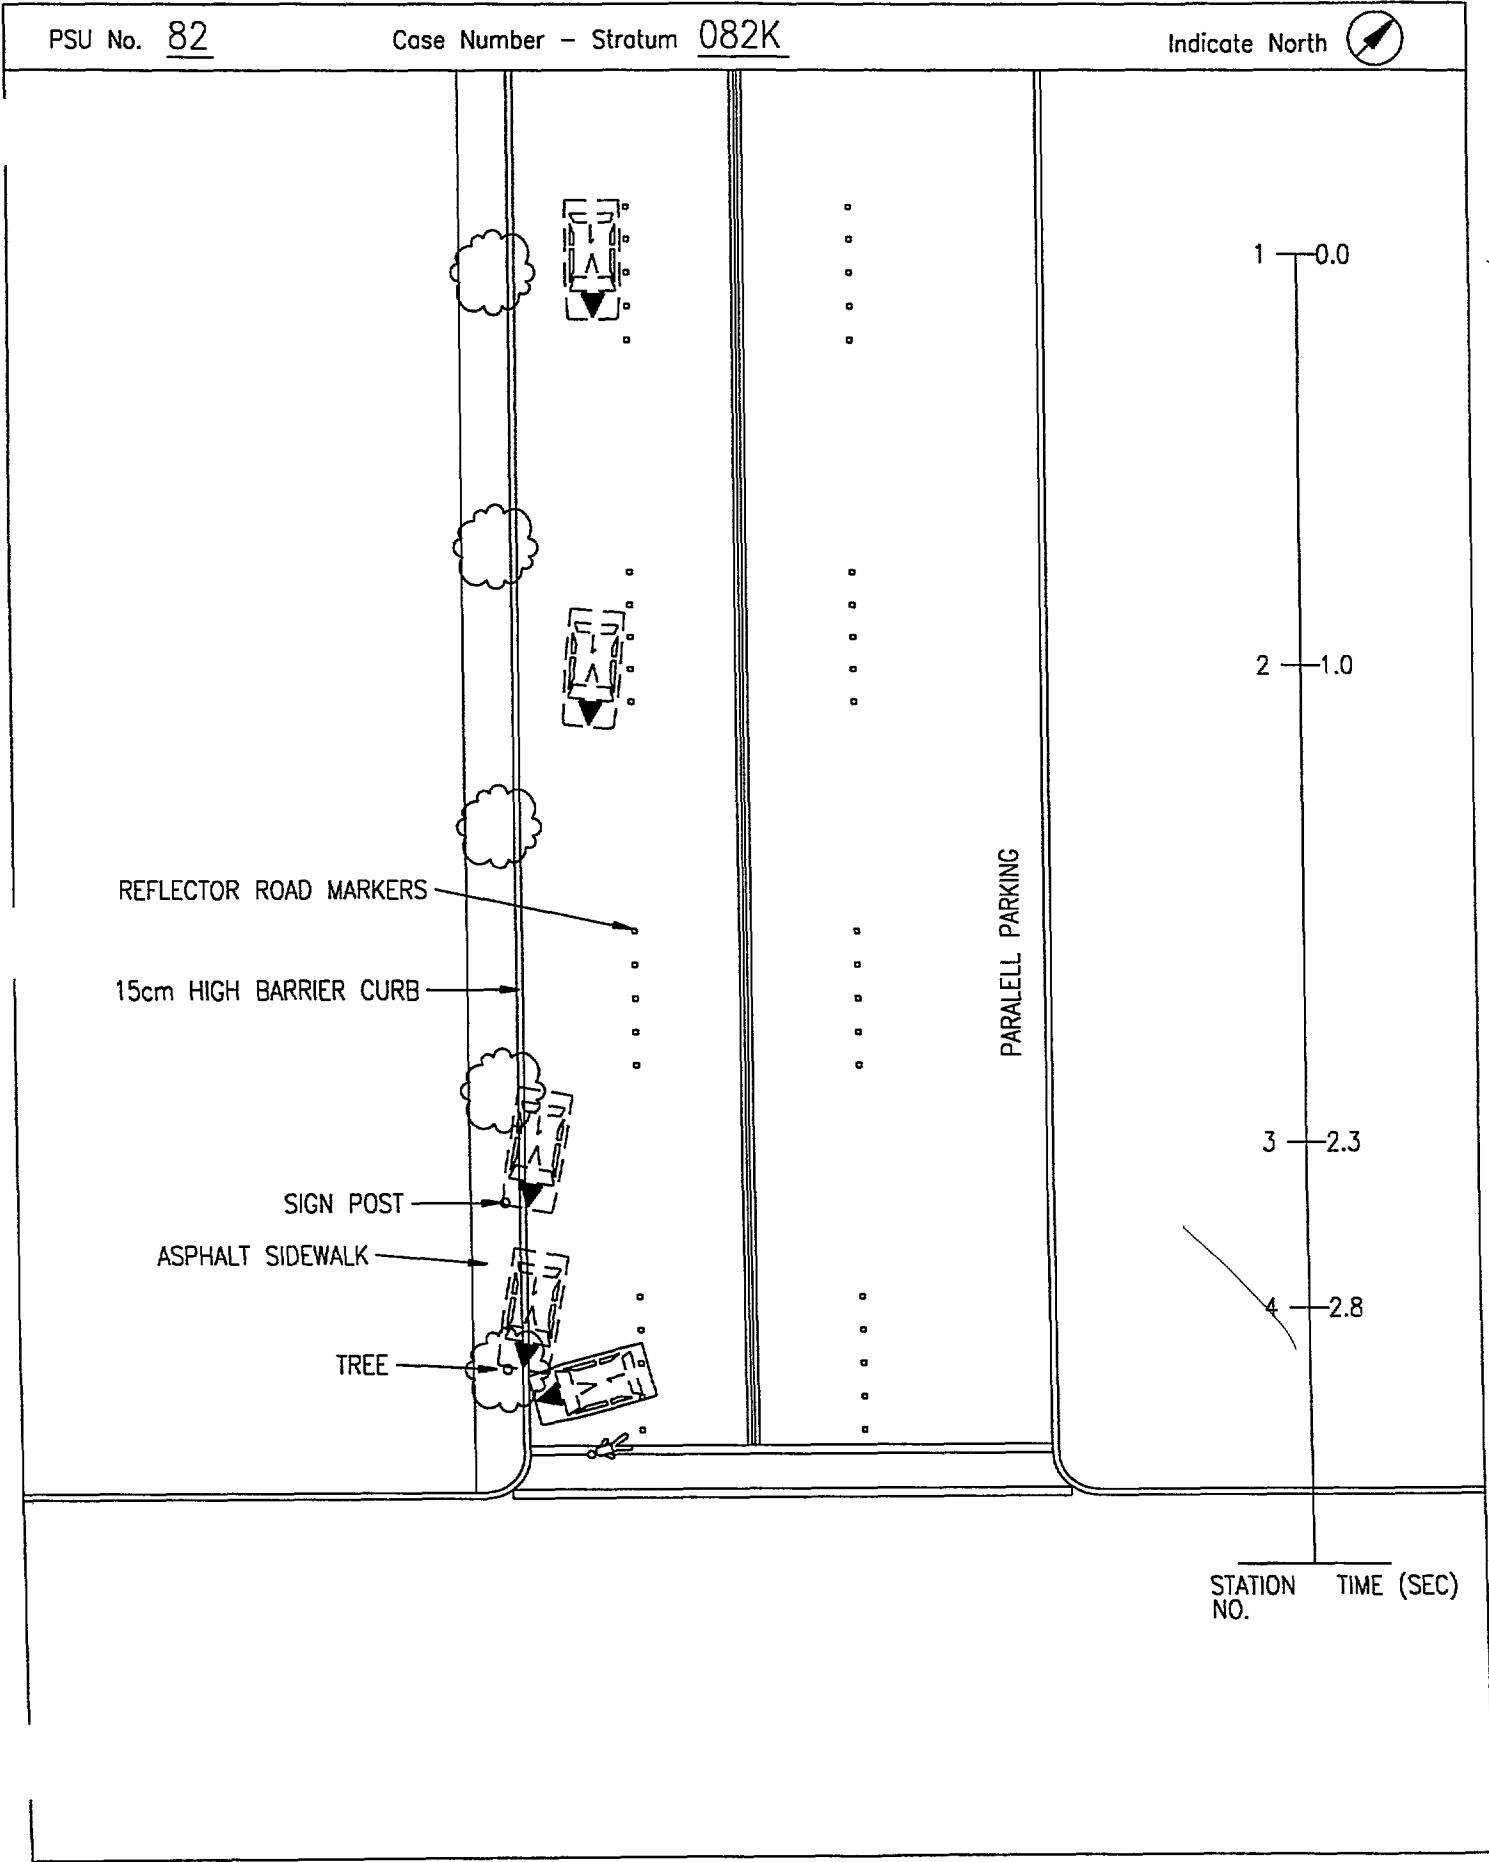 PSU No. 82 Case Number - Stratum 082K Indicate North
1 0.0
2 1.0
PARALELL PARKING
REFLECTOR ROAD MARKERS
15cm HIGH BARRIER CURB
3 2.3
SIGN POST
ASPHALT SIDEWALK
4 2.8
TREE
STATION TIME (SEC)
NO.